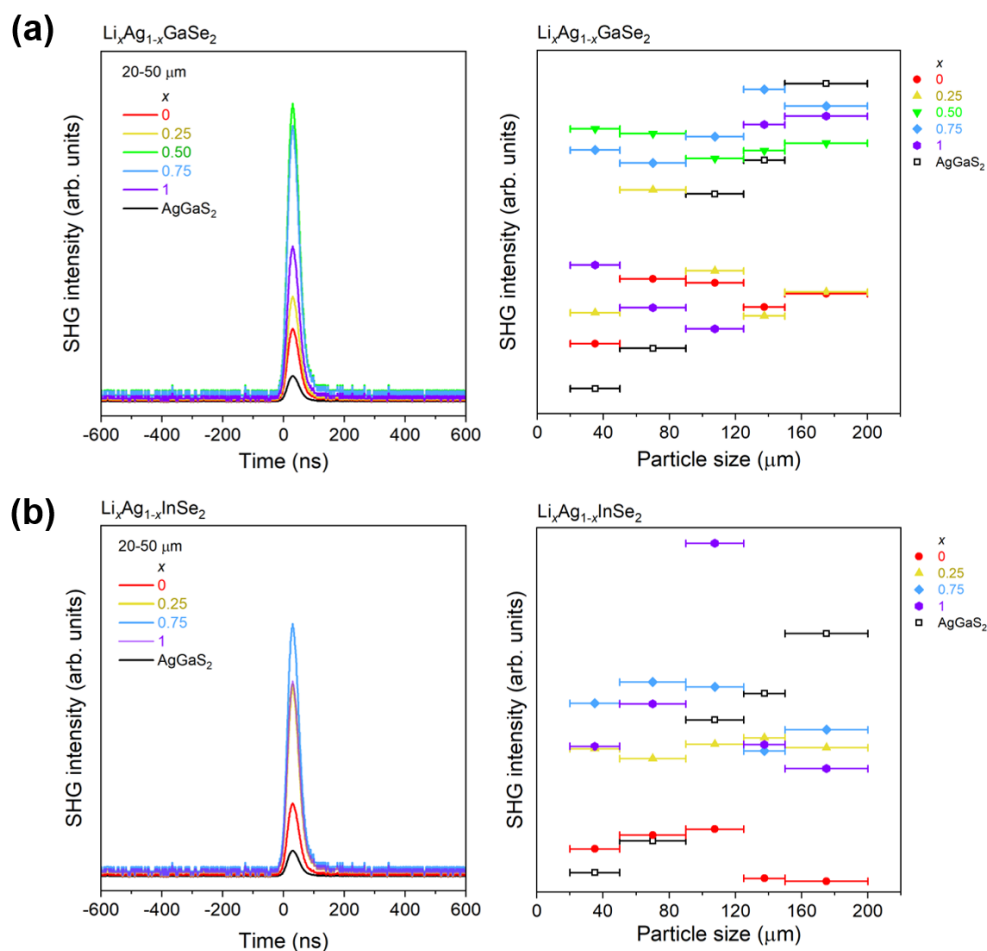 (a)
LiₓAg₁₋ₓGaSe₂
20-50 μm
x
0
0.25
0.50
0.75
1
AgGaS₂
SHG intensity (arb. units)
-600 -400 -200 0 200 400 600
Time (ns)
LiₓAg₁₋ₓGaSe₂
SHG intensity (arb. units)
0 40 80 120 160 200
Particle size (μm)
x
0
0.25
0.50
0.75
1
AgGaS₂
(b)
LiₓAg₁₋ₓInSe₂
20-50 μm
x
0
0.25
0.75
1
AgGaS₂
SHG intensity (arb. units)
-600 -400 -200 0 200 400 600
Time (ns)
LiₓAg₁₋ₓInSe₂
SHG intensity (arb. units)
0 40 80 120 160 200
Particle size (μm)
x
0
0.25
0.75
1
AgGaS₂